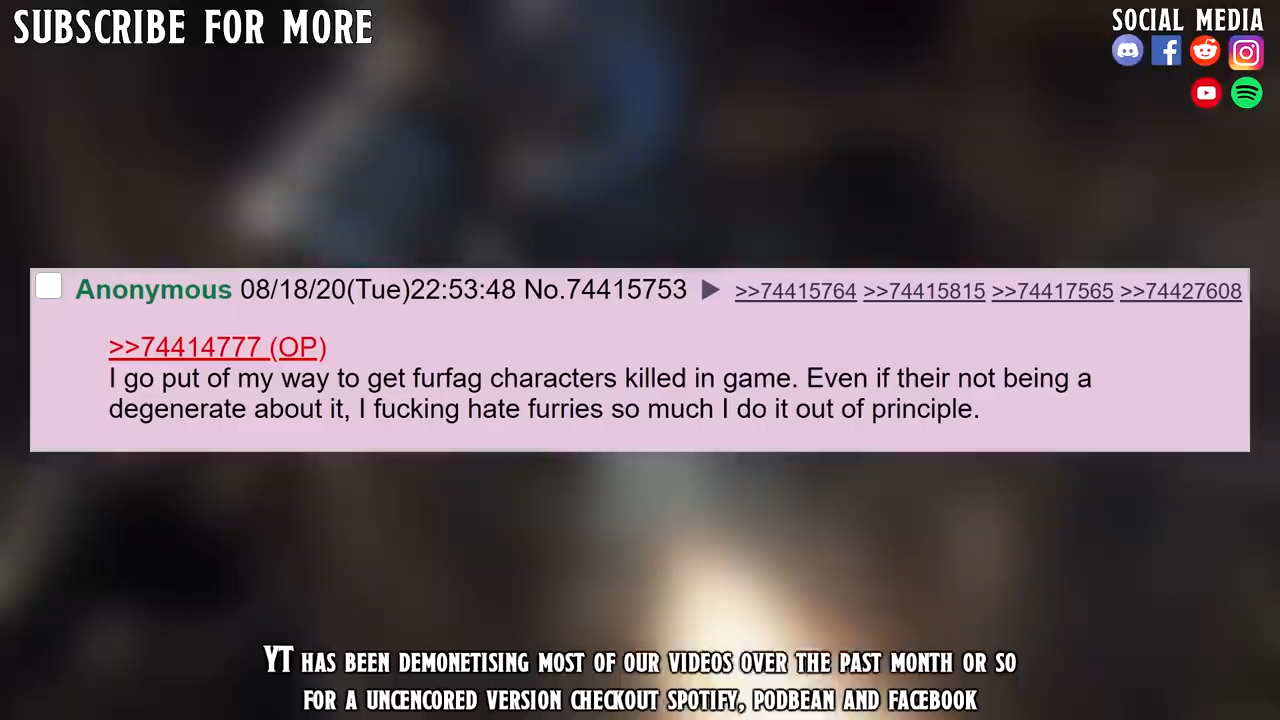 SUBSCRIBE FOR MORE
SOCIAL MEDIA
Anonymous 08/18/20(Tue)22:53:48 No.74415753 ▶ >>74415764 >>74415815 >>74417565 >>74427608
>>74414777 (OP)
I go put of my way to get furfag characters killed in game. Even if their not being a
degenerate about it, I fucking hate furries so much I do it out of principle.
YT HAS BEEN DEMONETISING MOST OF OUR VIDEOS OVER THE PAST MONTH OR SO
FOR A UNCENCORED VERSION CHECKOUT SPOTIFY, PODBEAN AND FACEBOOK